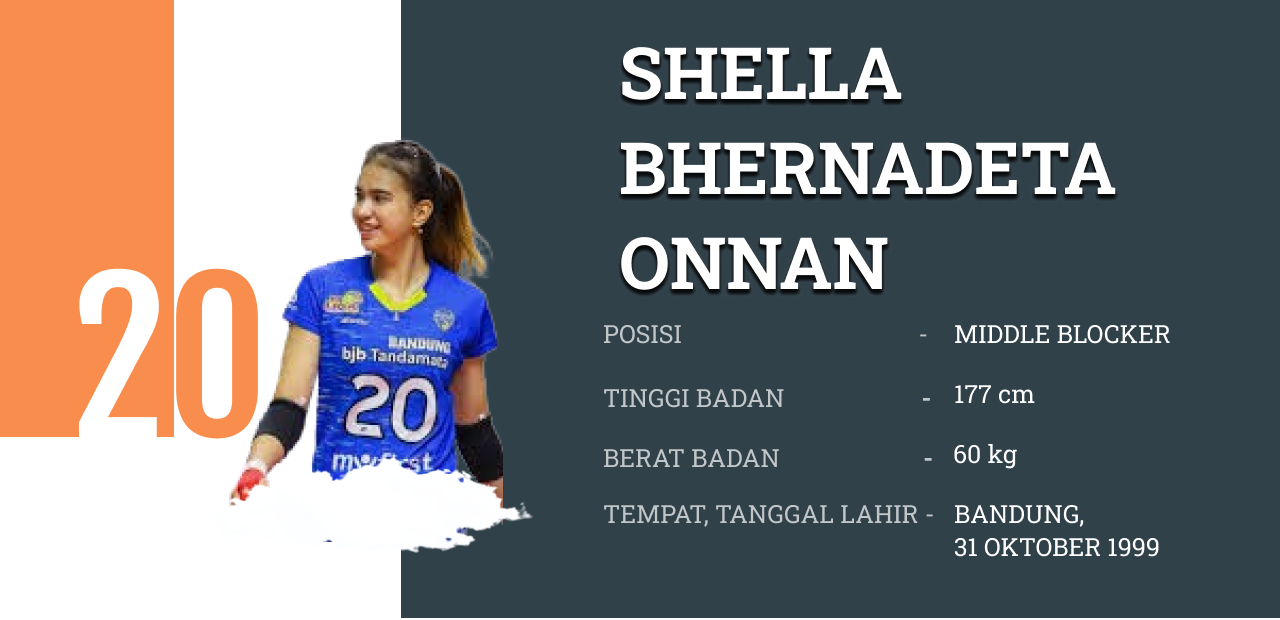 SHELLA
BHERNADETA
ONNAN
20
BANDUNG
bjb Tandamata
20
POSISI - MIDDLE BLOCKER
TINGGI BADAN - 177 cm
BERAT BADAN - 60 kg
TEMPAT, TANGGAL LAHIR - BANDUNG,
31 OKTOBER 1999